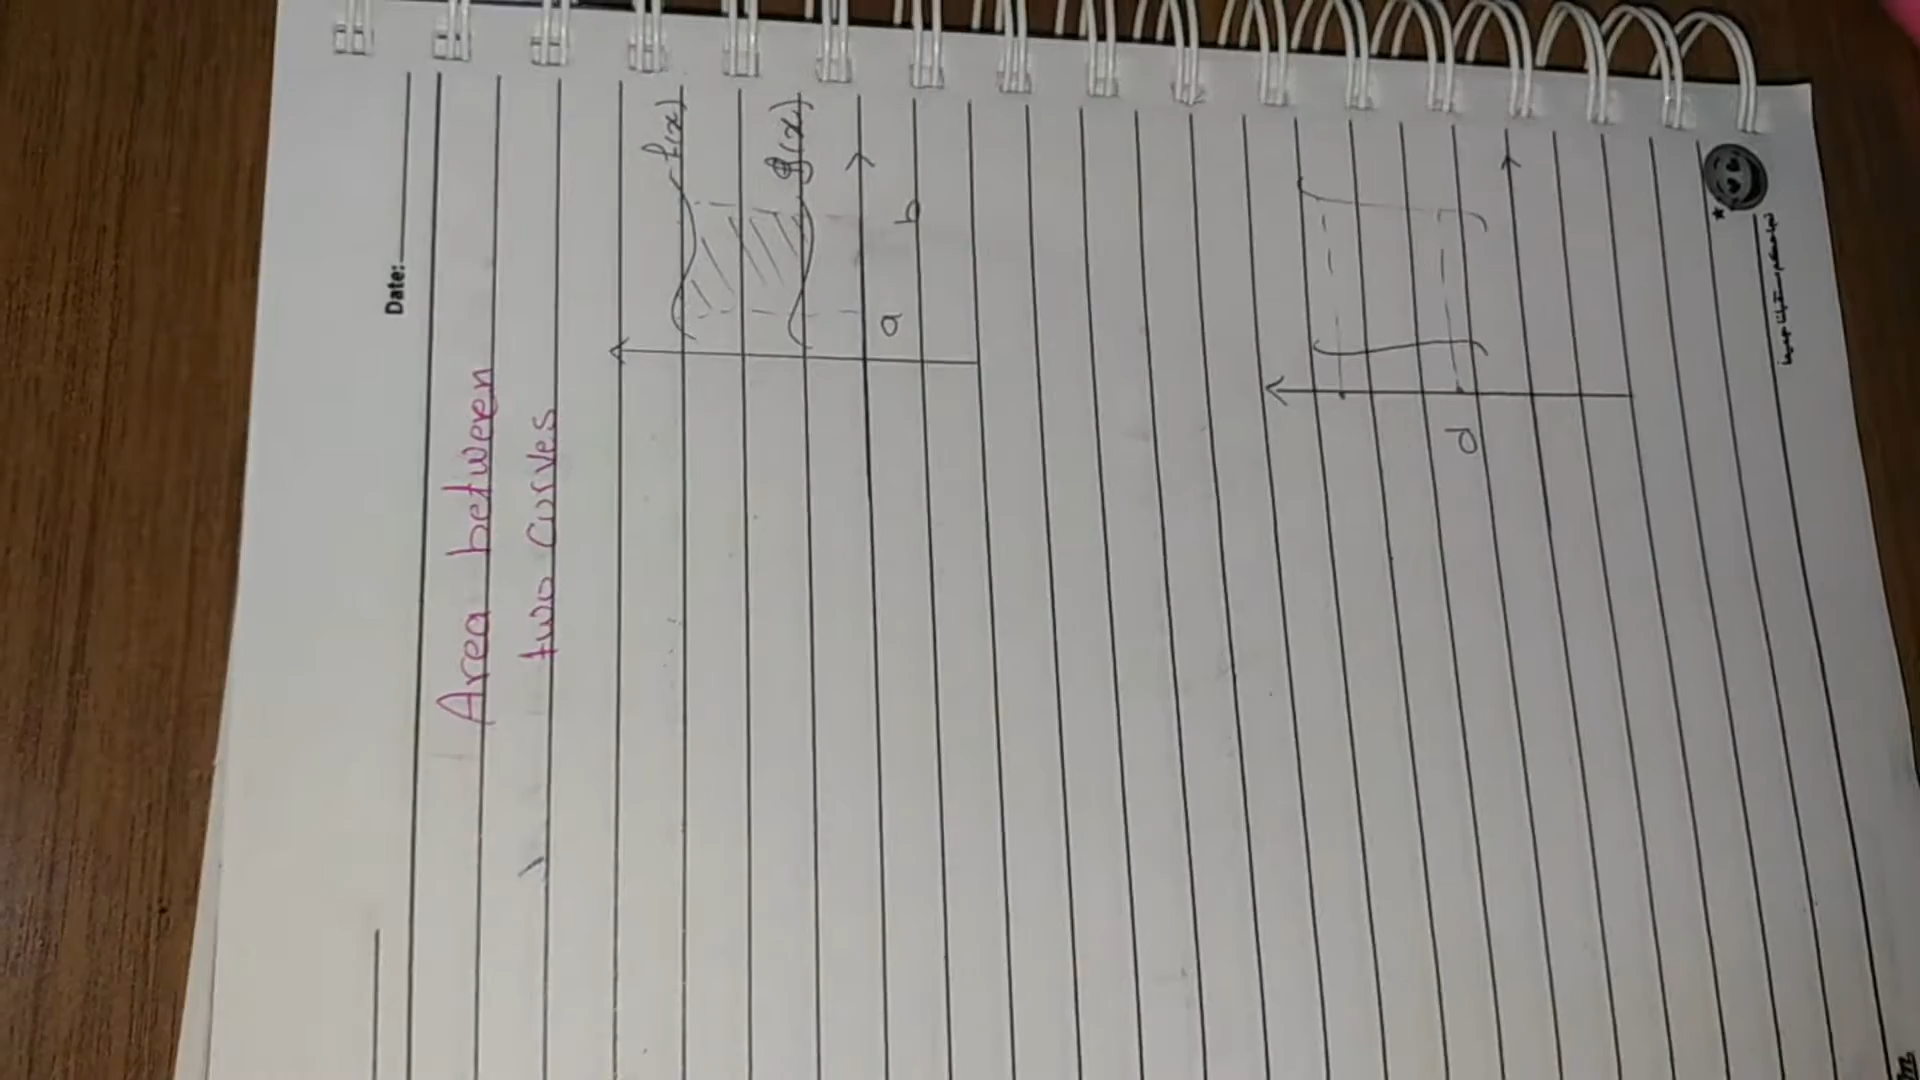 Date:
Area between
two curves
f(x)
g(x)
a
b
d